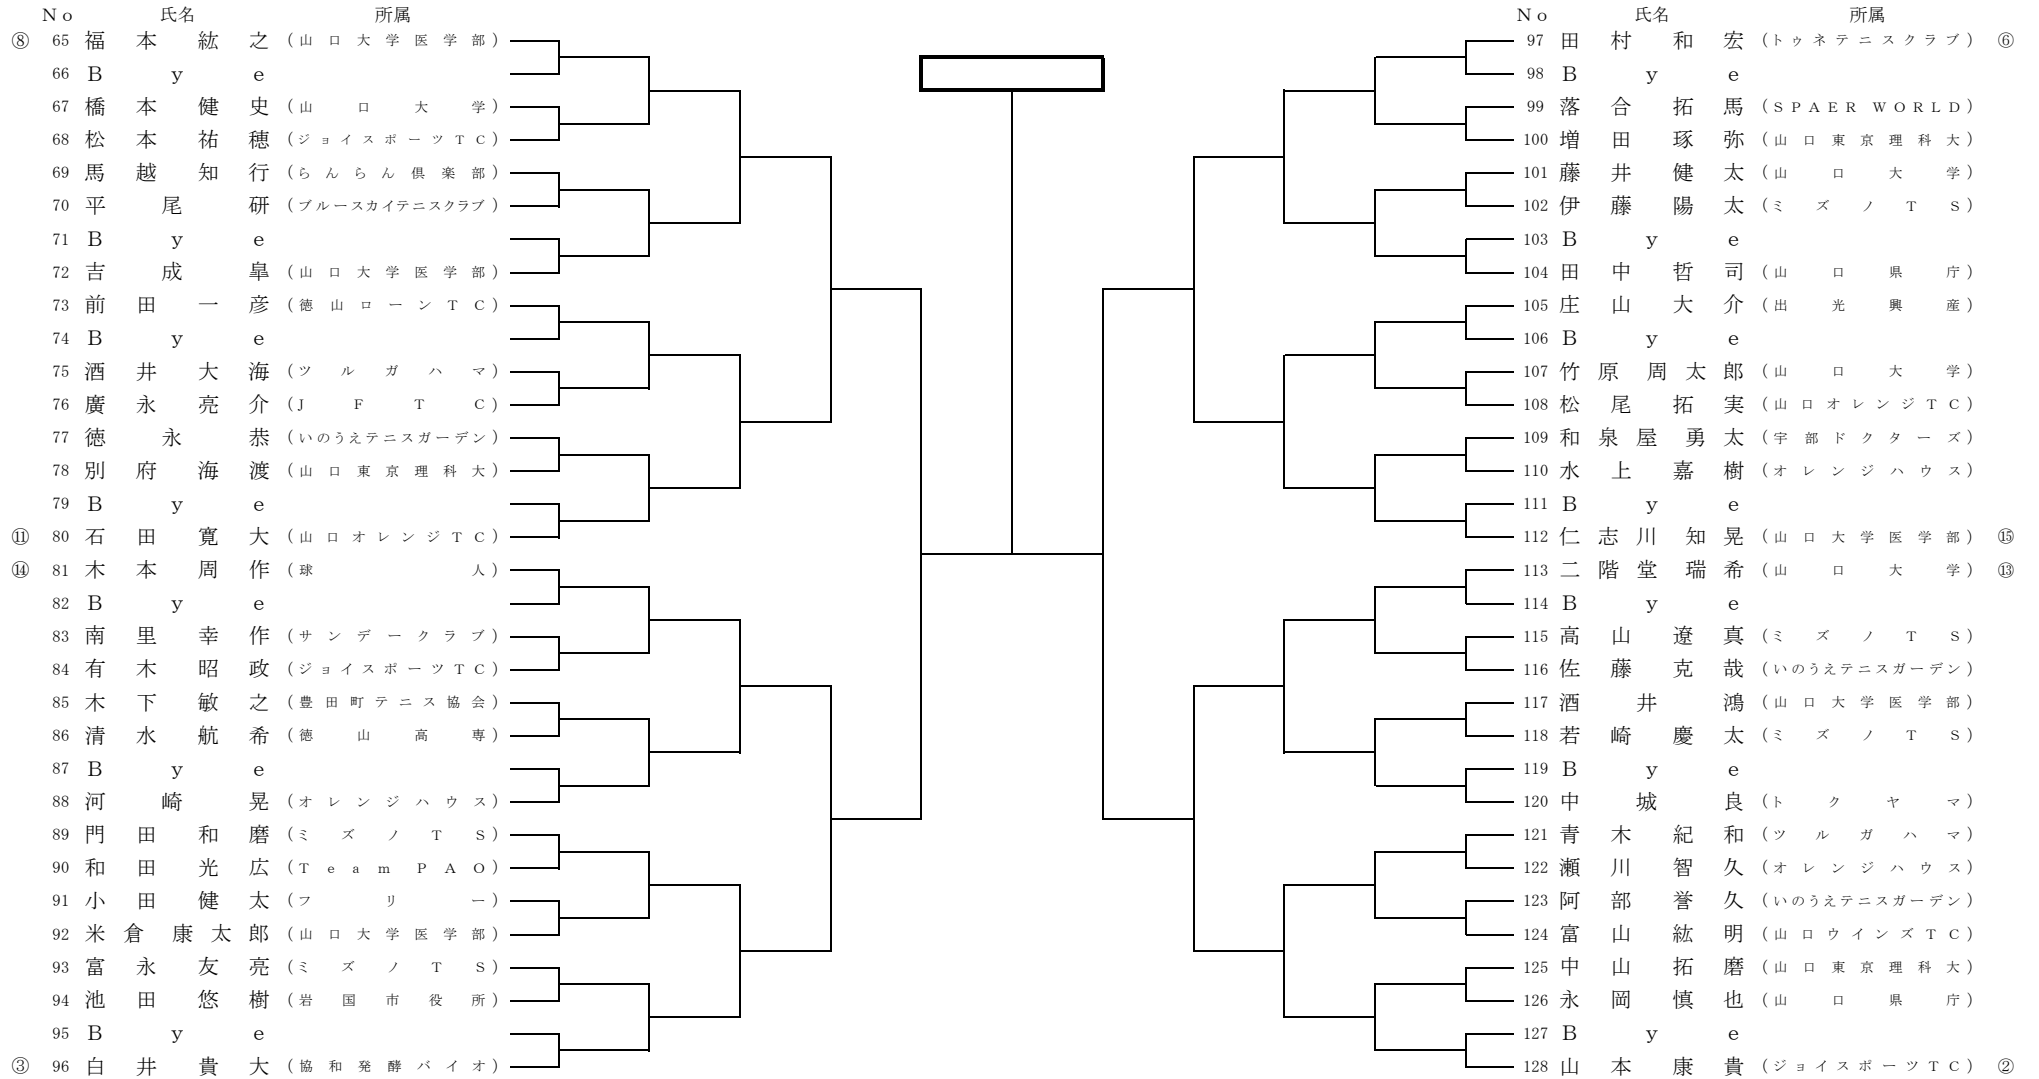 No 氏名 所属
⑧ 65 福本紘之 (山口大学医学部)
66 Bye
67 橋本健史 (山口大学)
68 松本祐穂 (ジョイスポーツTC)
69 馬越知行 (らんらん倶楽部)
70 平尾研 (ブルースカイテニスクラブ)
71 Bye
72 吉成皐 (山口大学医学部)
73 前田一彦 (徳山ローンTC)
74 Bye
75 酒井大海 (ツルガハマ)
76 廣永亮介 (JFTC)
77 徳永恭 (いのうえテニスガーデン)
78 別府海渡 (山口東京理科大)
79 Bye
⑪ 80 石田寛大 (山口オレンジTC)
⑭ 81 木本周作 (球人)
82 Bye
83 南里幸作 (サンデークラブ)
84 有木昭政 (ジョイスポーツTC)
85 木下敏之 (豊田町テニス協会)
86 清水航希 (徳山高専)
87 Bye
88 河崎晃 (オレンジハウス)
89 門田和磨 (ミズノTS)
90 和田光広 (Team PAO)
91 小田健太 (フリー)
92 米倉康太郎 (山口大学医学部)
93 富永友亮 (ミズノTS)
94 池田悠樹 (岩国市役所)
95 Bye
③ 96 白井貴大 (協和発酵バイオ)
No 氏名 所属
97 田村和宏 (トゥネテニスクラブ) ⑥
98 Bye
99 落合拓馬 (SPAER WORLD)
100 増田琢弥 (山口東京理科大)
101 藤井健太 (山口大学)
102 伊藤陽太 (ミズノTS)
103 Bye
104 田中哲司 (山口県庁)
105 庄山大介 (出光興産)
106 Bye
107 竹原周太郎 (山口大学)
108 松尾拓実 (山口オレンジTC)
109 和泉屋勇太 (宇部ドクターズ)
110 水上嘉樹 (オレンジハウス)
111 Bye
112 仁志川知晃 (山口大学医学部) ⑮
113 二階堂瑞希 (山口大学) ⑬
114 Bye
115 高山遼真 (ミズノTS)
116 佐藤克哉 (いのうえテニスガーデン)
117 酒井鴻 (山口大学医学部)
118 若崎慶太 (ミズノTS)
119 Bye
120 中城良 (トクヤマ)
121 青木紀和 (ツルガハマ)
122 瀬川智久 (オレンジハウス)
123 阿部誉久 (いのうえテニスガーデン)
124 富山紘明 (山口ウインズTC)
125 中山拓磨 (山口東京理科大)
126 永岡慎也 (山口県庁)
127 Bye
128 山本康貴 (ジョイスポーツTC) ②